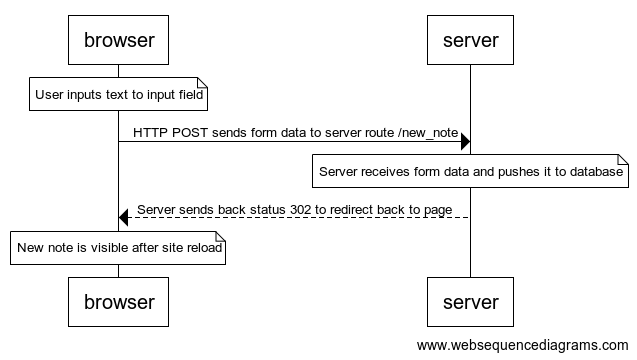 browser
server
User inputs text to input field
HTTP POST sends form data to server route /new_note
Server receives form data and pushes it to database
Server sends back status 302 to redirect back to page
New note is visible after site reload
browser
server
www.websequencediagrams.com